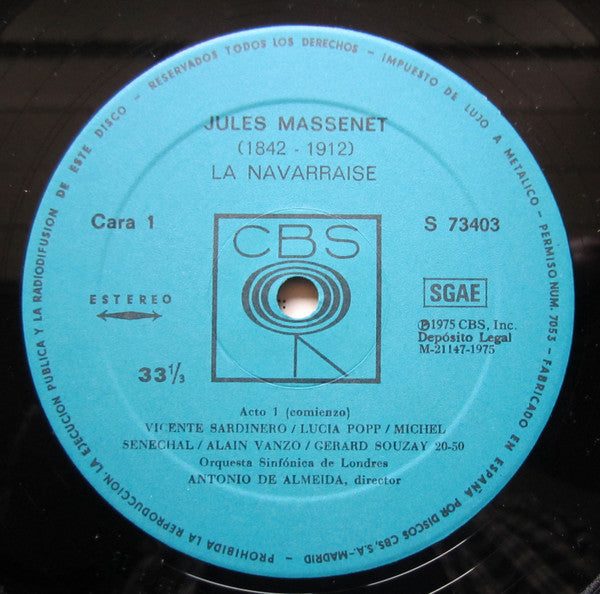 PROHIBIDA LA REPRODUCCION LA EJECUCION PUBLICA Y LA RADIODIFUSION DE ESTE DISCO - RESERVADOS TODOS LOS DERECHOS - IMPUESTO DE LUJO A METALICO - PERMISO NUM. 7053 - FABRICADO EN ESPAÑA POR DISCOS CBS, S.A.-MADRID -
JULES MASSENET
(1842 - 1912)
LA NAVARRAISE
Cara 1
S 73403
CBS
ESTEREO
SGAE
℗1975 CBS, Inc.
Depósito Legal
M-21147-1975
33 1/3
Acto 1 (comienzo)
VICENTE SARDINERO / LUCIA POPP / MICHEL
SENECHAL / ALAIN VANZO / GERARD SOUZAY 20-50
Orquesta Sinfónica de Londres
ANTONIO DE ALMEIDA, director